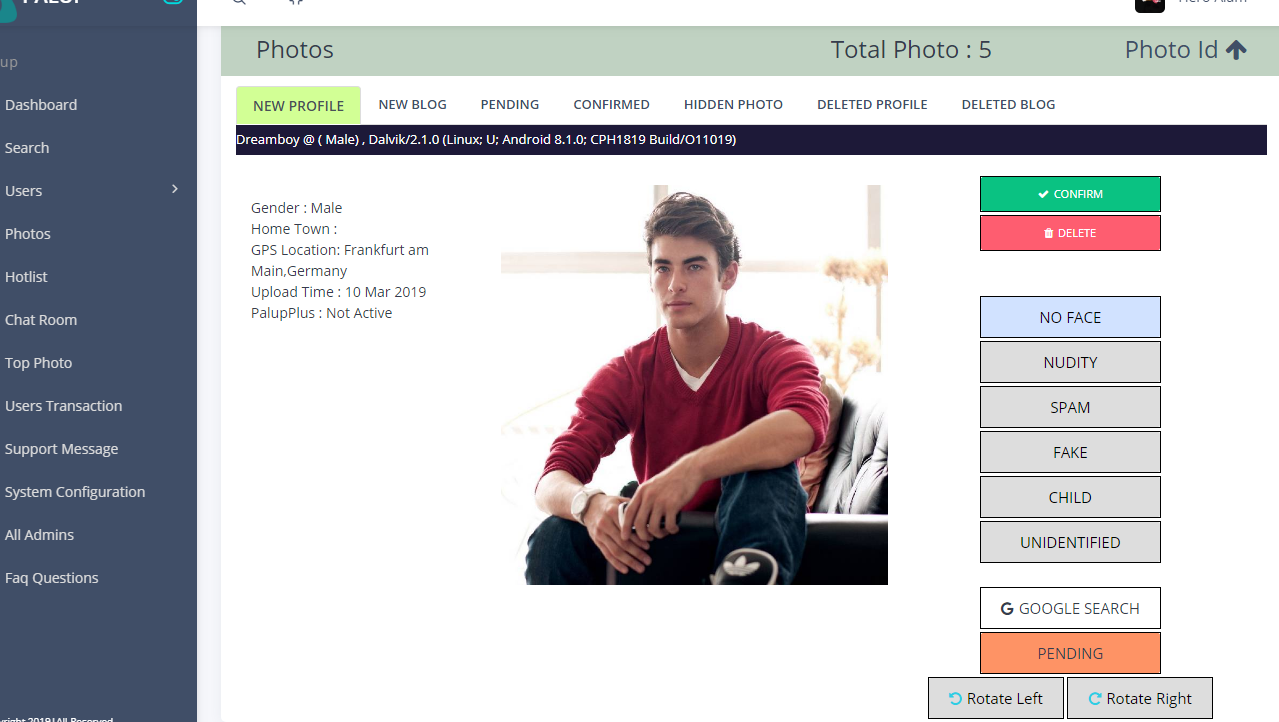 up
Dashboard
Search
Users
Photos
Hotlist
Chat Room
Top Photo
Users Transaction
Support Message
System Configuration
All Admins
Faq Questions
Photos
Total Photo : 5
Photo Id
NEW PROFILE
NEW BLOG
PENDING
CONFIRMED
HIDDEN PHOTO
DELETED PROFILE
DELETED BLOG
Dreamboy @ ( Male) , Dalvik/2.1.0 (Linux; U; Android 8.1.0; CPH1819 Build/O11019)
Gender : Male
Home Town :
GPS Location: Frankfurt am
Main,Germany
Upload Time : 10 Mar 2019
PalupPlus : Not Active
CONFIRM
DELETE
NO FACE
NUDITY
SPAM
FAKE
CHILD
UNIDENTIFIED
GOOGLE SEARCH
PENDING
Rotate Left
Rotate Right